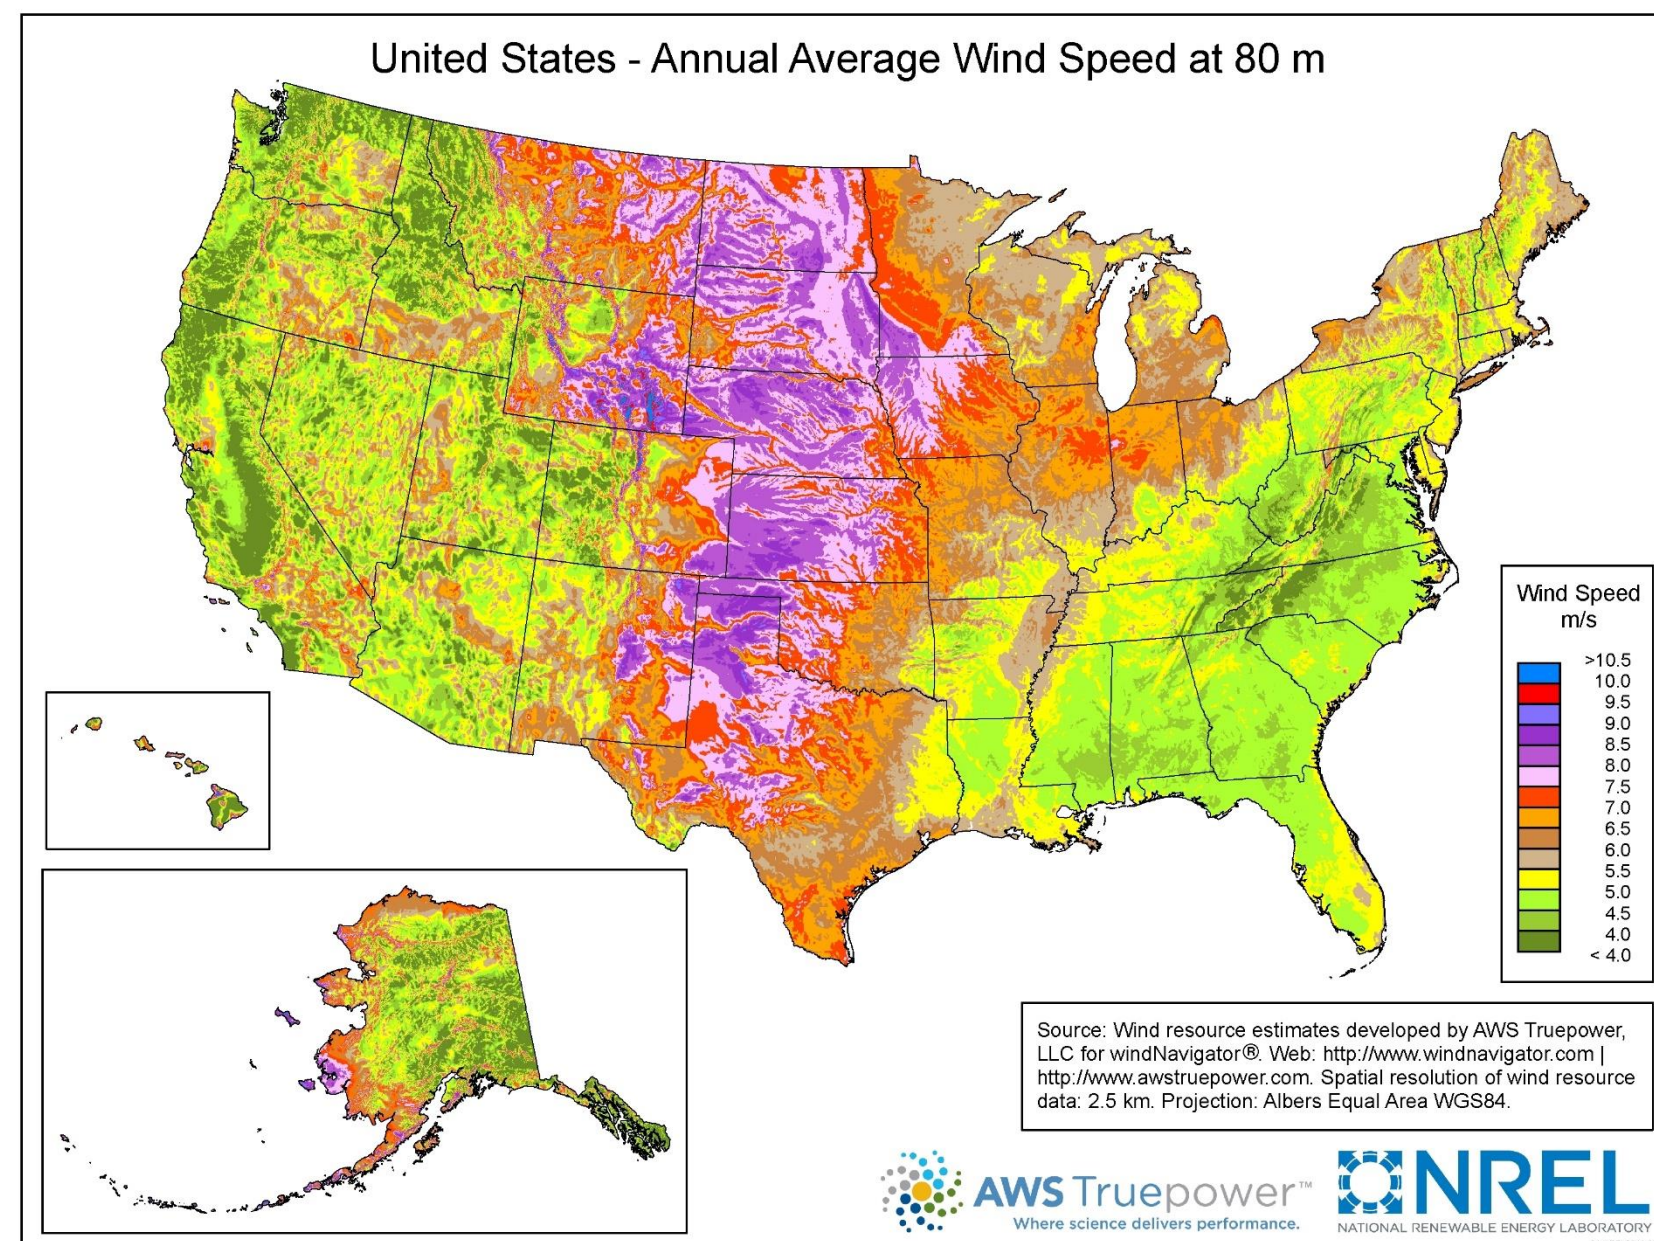 United States - Annual Average Wind Speed at 80 m
Wind Speed
m/s
>10.5
10.0
9.5
9.0
8.5
8.0
7.5
7.0
6.5
6.0
5.5
5.0
4.5
4.0
< 4.0
Source: Wind resource estimates developed by AWS Truepower,
LLC for windNavigator®. Web: http://www.windnavigator.com |
http://www.awstruepower.com. Spatial resolution of wind resource
data: 2.5 km. Projection: Albers Equal Area WGS84.
AWS Truepower™
Where science delivers performance.
NREL
NATIONAL RENEWABLE ENERGY LABORATORY